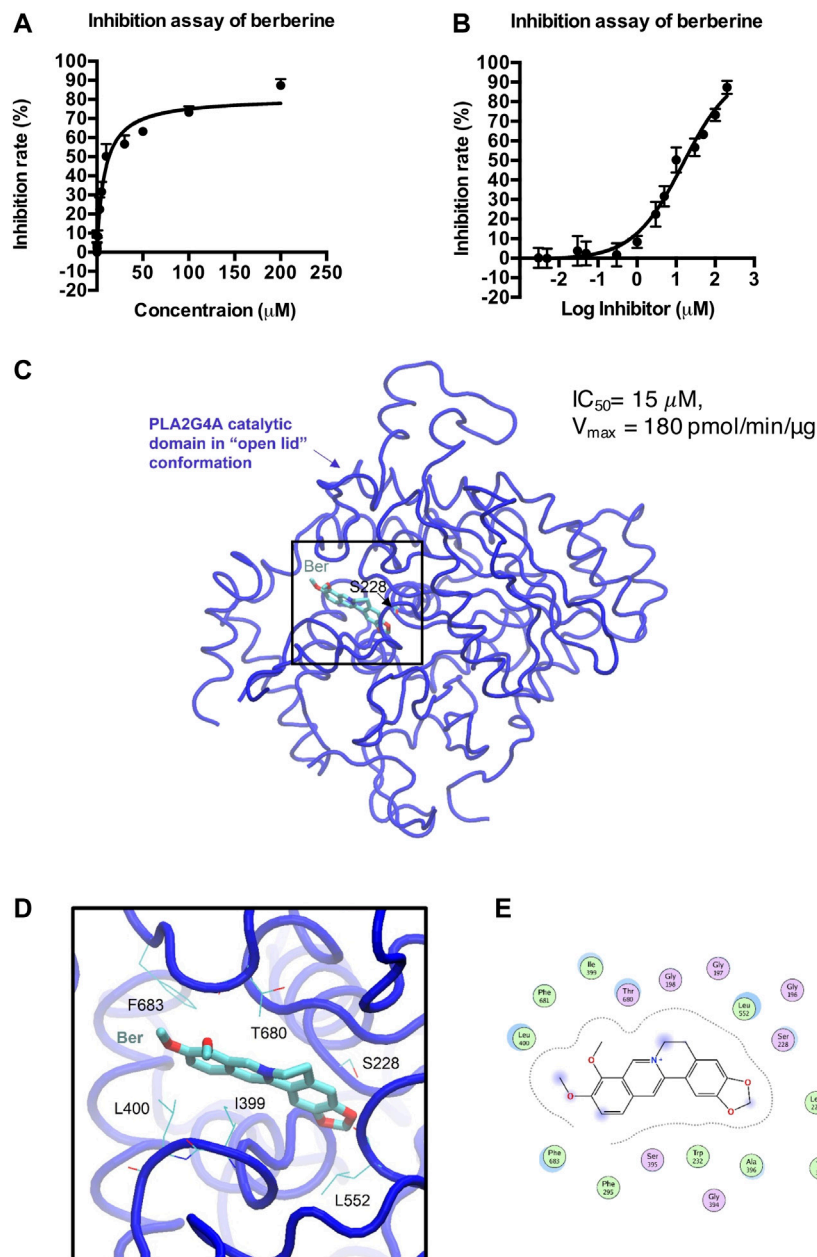 A
Inhibition assay of berberine
Inhibition rate (%)
100
90
80
70
60
50
40
30
20
10
0
-10
-20
50
100
150
200
250
Concentraion (μM)
B
Inhibition assay of berberine
Inhibition rate (%)
100
90
80
70
60
50
40
30
20
10
0
-10
-20
-2
-1
0
1
2
3
Log Inhibitor (μM)
C
PLA2G4A catalytic
domain in “open lid”
conformation
IC50= 15 μM,
Vmax = 180 pmol/min/μg
Ber
S228
D
F683
Ber
T680
S228
L400
I399
L552
E
Ile
399
Gly
198
Gly
197
Phe
681
Thr
680
Leu
552
Gly
196
Leu
400
Ser
228
O
O
N+
O
O
Phe
683
Ser
395
Trp
232
Ala
396
Phe
295
Gly
394